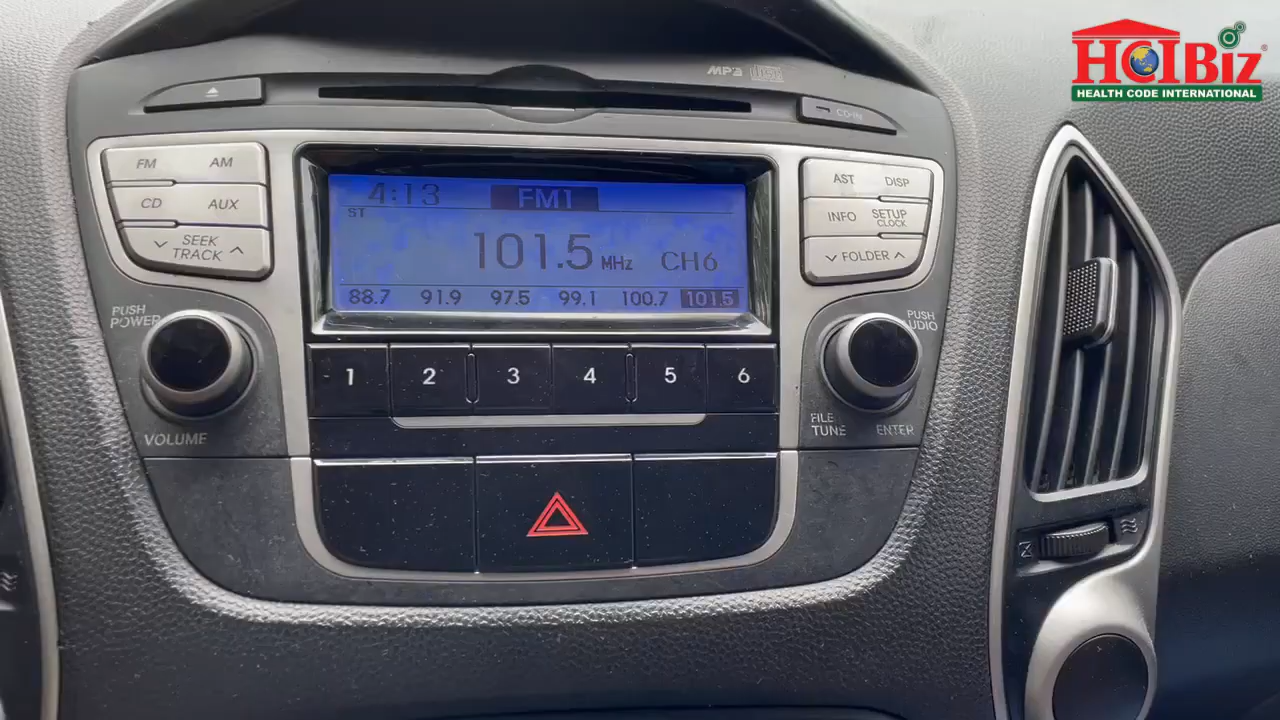 HCIBiz
HEALTH CODE INTERNATIONAL
MP3
CD-IN
FM AM
CD AUX
SEEK
TRACK
4:13 FM1
ST
101.5 MHz CH6
88.7 91.9 97.5 99.1 100.7 101.5
AST DISP
INFO SETUP
CLOCK
FOLDER
PUSH
POWER
VOLUME
1 2 3 4 5 6
PUSH
AUDIO
FILE
TUNE ENTER